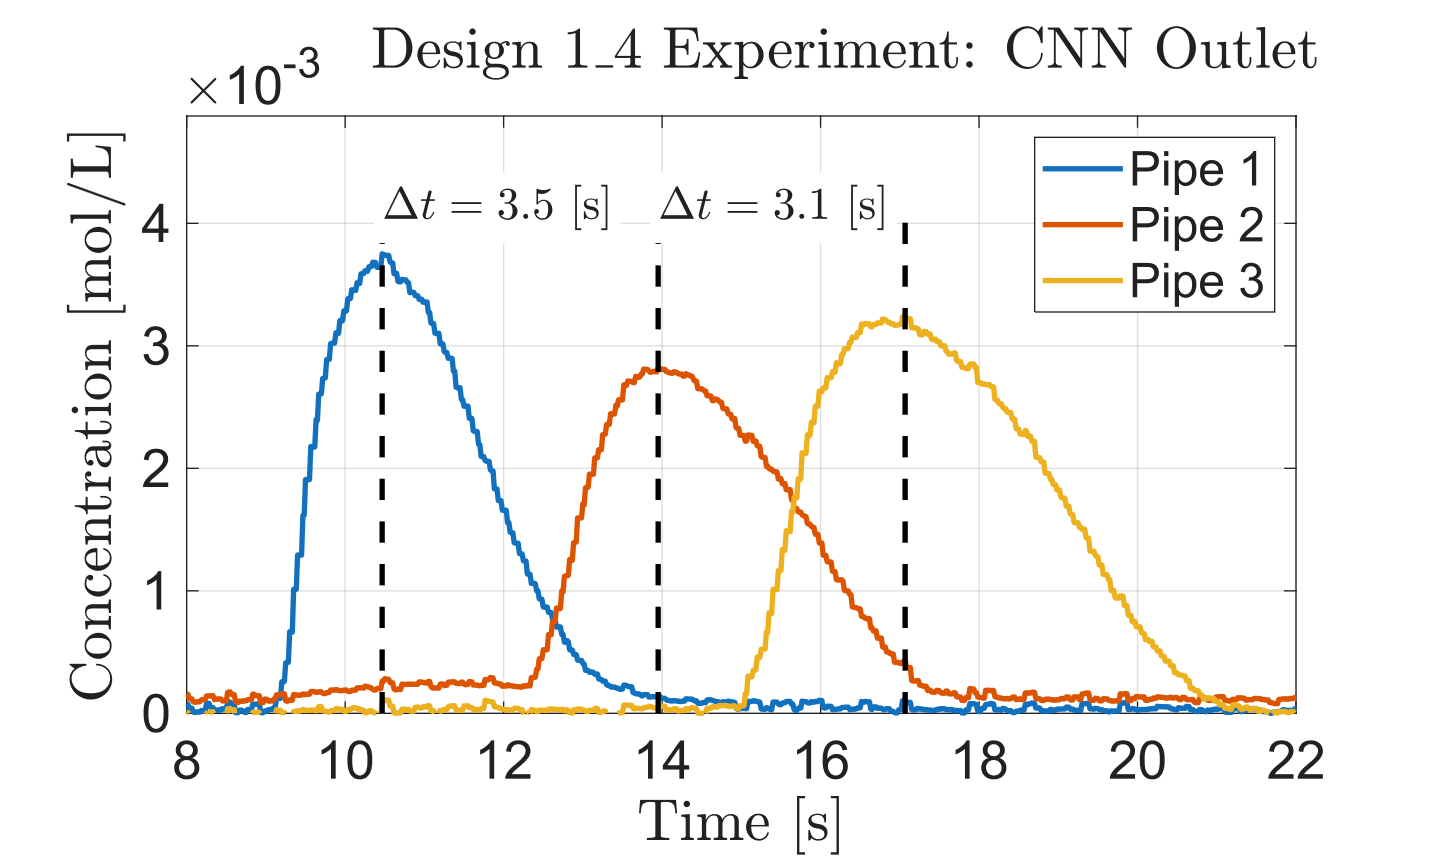 Design 1_4 Experiment: CNN Outlet
×10-3
Concentration [mol/L]
4
3
2
1
0
Δt = 3.5 [s]
Δt = 3.1 [s]
Pipe 1
Pipe 2
Pipe 3
8 10 12 14 16 18 20 22
Time [s]